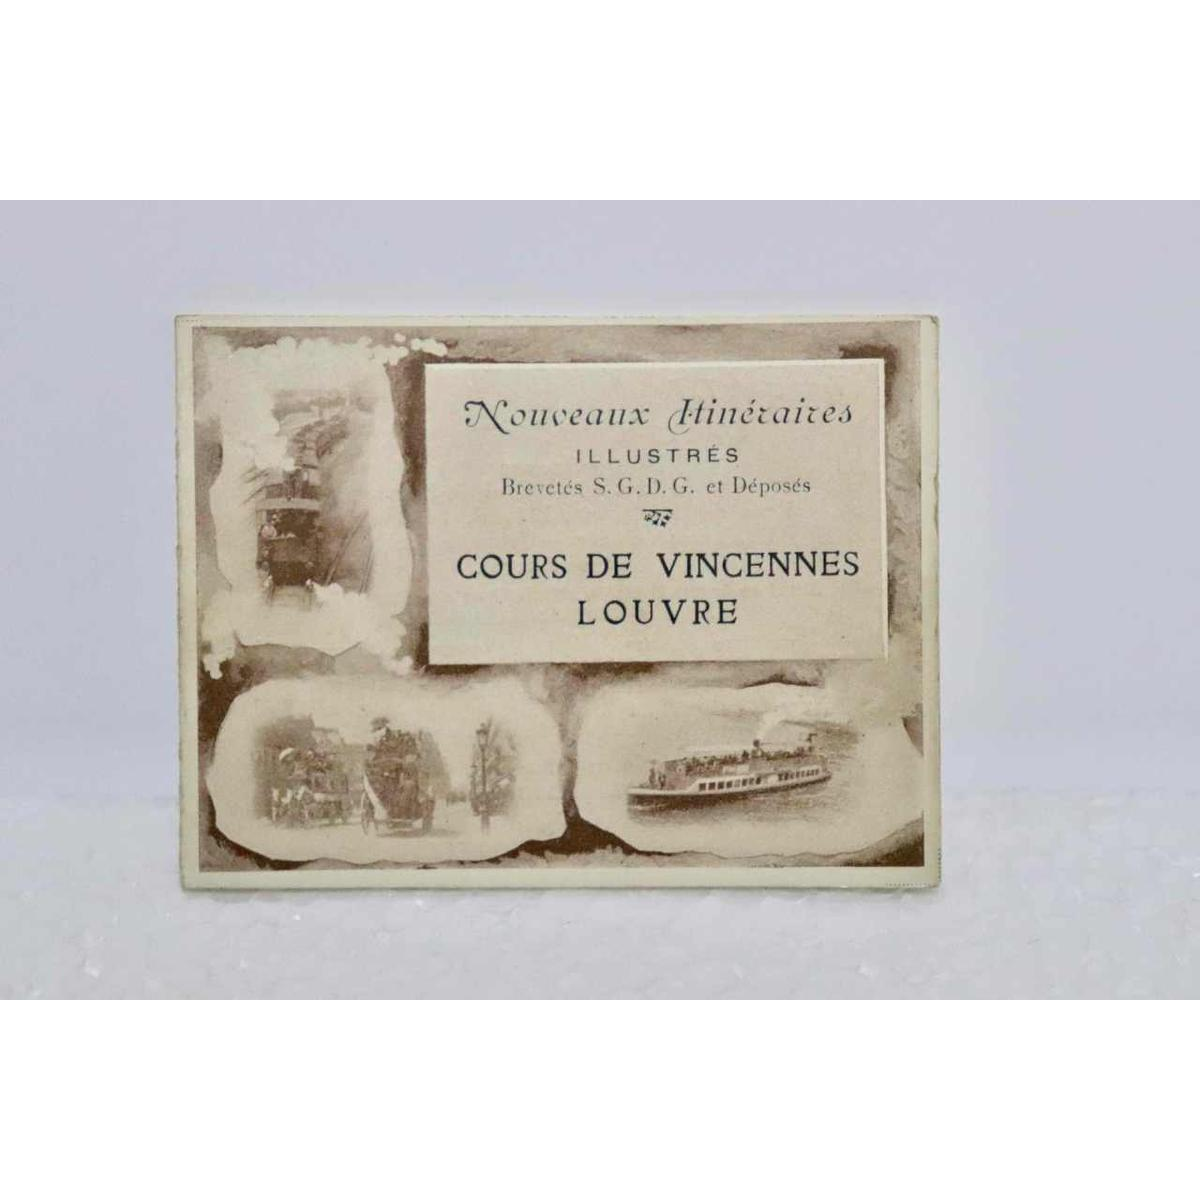 Nouveaux Itinéraires
ILLUSTRÉS
Brevetés S.G.D.G. et Déposés
COURS DE VINCENNES
LOUVRE